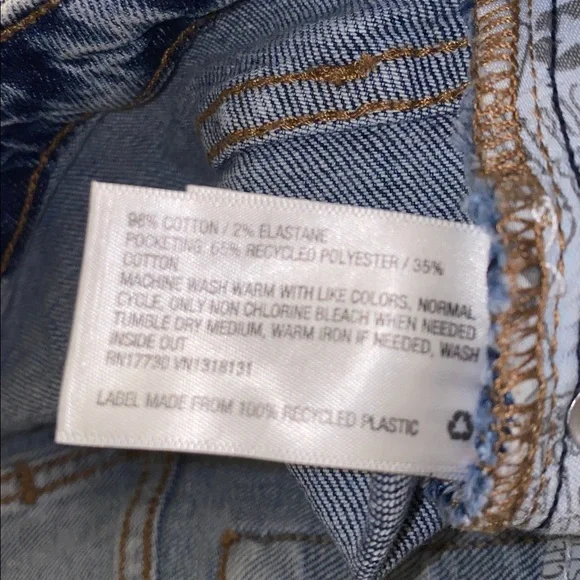 98% COTTON / 2% ELASTANE
POCKETING: 65% RECYCLED POLYESTER / 35%
COTTON
MACHINE WASH WARM WITH LIKE COLORS, NORMAL
CYCLE. ONLY NON CHLORINE BLEACH WHEN NEEDED
TUMBLE DRY MEDIUM, WARM IRON IF NEEDED, WASH
INSIDE OUT
RN17730 VN1318131
LABEL MADE FROM 100% RECYCLED PLASTIC